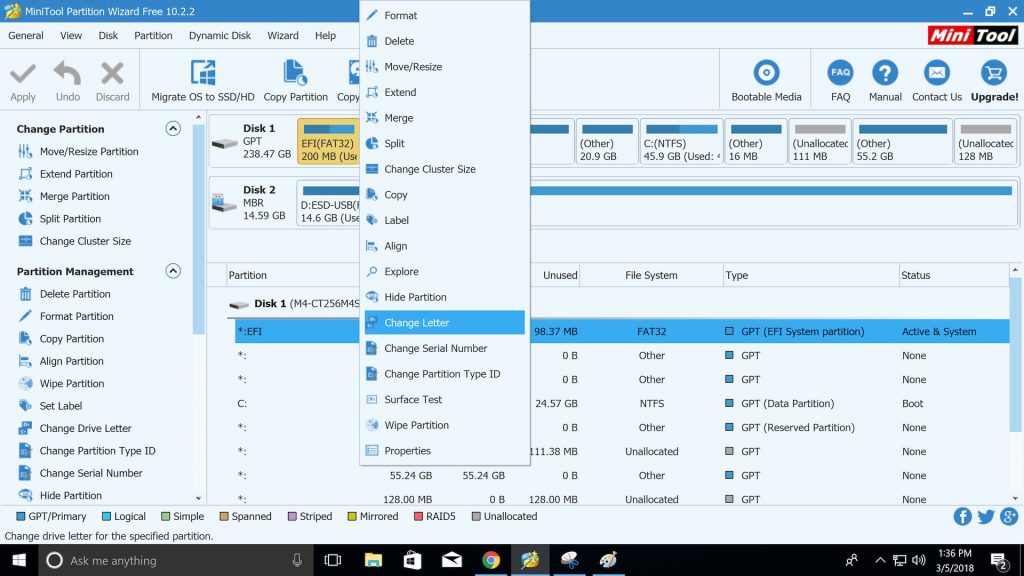 MiniTool Partition Wizard Free 10.2.2
General View Disk Partition Dynamic Disk Wizard Help
Mini Tool
Apply Undo Discard Migrate OS to SSD/HD Copy Partition Copy Bootable Media FAQ Manual Contact Us Upgrade!
FAQ
Format
Delete
Move/Resize
Extend
Merge
Split
Change Cluster Size
Copy
Label
Align
Explore
Hide Partition
Change Letter
Change Serial Number
Change Partition Type ID
Surface Test
Wipe Partition
Properties
Change Partition
Move/Resize Partition
Extend Partition
Merge Partition
Split Partition
Change Cluster Size
Partition Management
Delete Partition
Format Partition
Copy Partition
Align Partition
Wipe Partition
Set Label
Change Drive Letter
Change Partition Type ID
Change Serial Number
Hide Partition
Disk 1
GPT
238.47 GB
EFI(FAT32)
200 MB (Use
(Other)
20.9 GB
C:(NTFS)
45.9 GB (Used: 4
(Other)
16 MB
(Unallocated
111 MB
(Other)
55.2 GB
(Unallocated
128 MB
Disk 2
MBR
14.59 GB
D:ESD-USB(F
14.6 GB (Use
Partition Unused File System Type Status
Disk 1 (M4-CT256M4S
*:EFI 98.37 MB FAT32 GPT (EFI System partition) Active & System
*: 0 B Other GPT None
*: 0 B Other GPT None
C: 24.57 GB NTFS GPT (Data Partition) Boot
*: 0 B Other GPT (Reserved Partition) None
*: 111.38 MB Unallocated GPT None
*: 55.24 GB 55.24 GB 0 B Other GPT None
*: 128.00 MB 0 B 128.00 MB Unallocated GPT None
GPT/Primary Logical Simple Spanned Striped Mirrored RAID5 Unallocated
Change drive letter for the specified partition.
Ask me anything
1:36 PM
3/5/2018
2